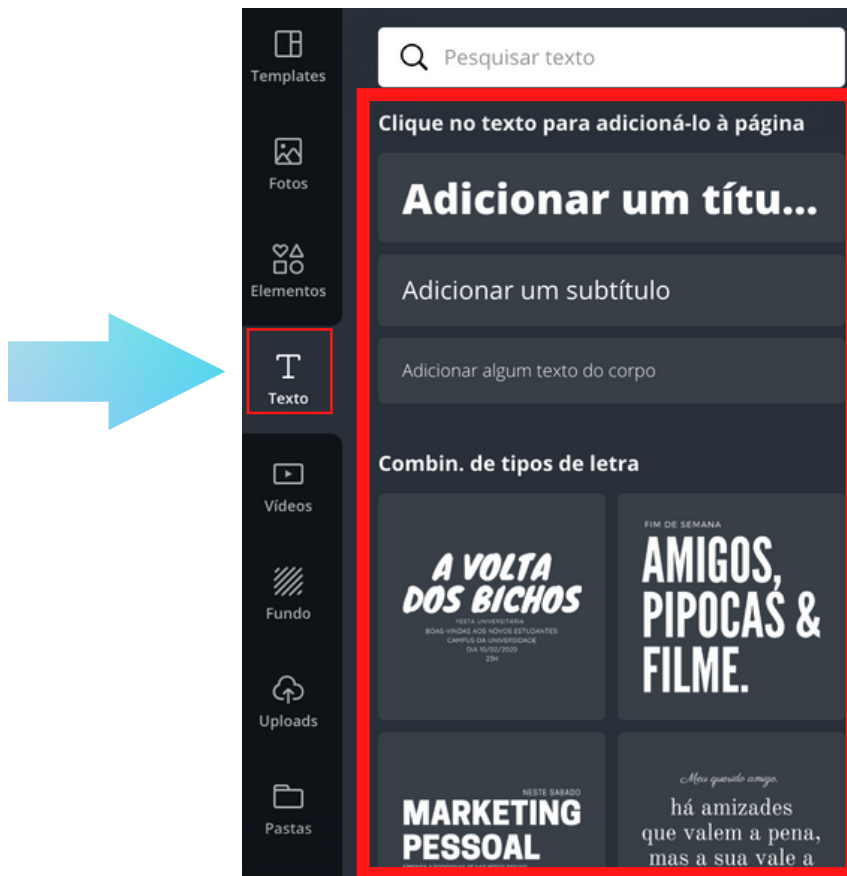 Templates
Fotos
Elementos
Texto
Vídeos
Fundo
Uploads
Pastas
Pesquisar texto
Clique no texto para adicioná-lo à página
Adicionar um títu...
Adicionar um subtítulo
Adicionar algum texto do corpo
Combin. de tipos de letra
A VOLTA
DOS BICHOS
FESTA UNIVERSITÁRIA
BOAS-VINDAS AOS NOVOS ESTUDANTES!
CAMPUS DA UNIVERSIDADE
DIA 10/02/2020
23H
FIM DE SEMANA
AMIGOS,
PIPOCAS &
FILME.
NESTE SABADO
MARKETING
PESSOAL
Meu querido amigo,
há amizades
que valem a pena,
mas a sua vale a